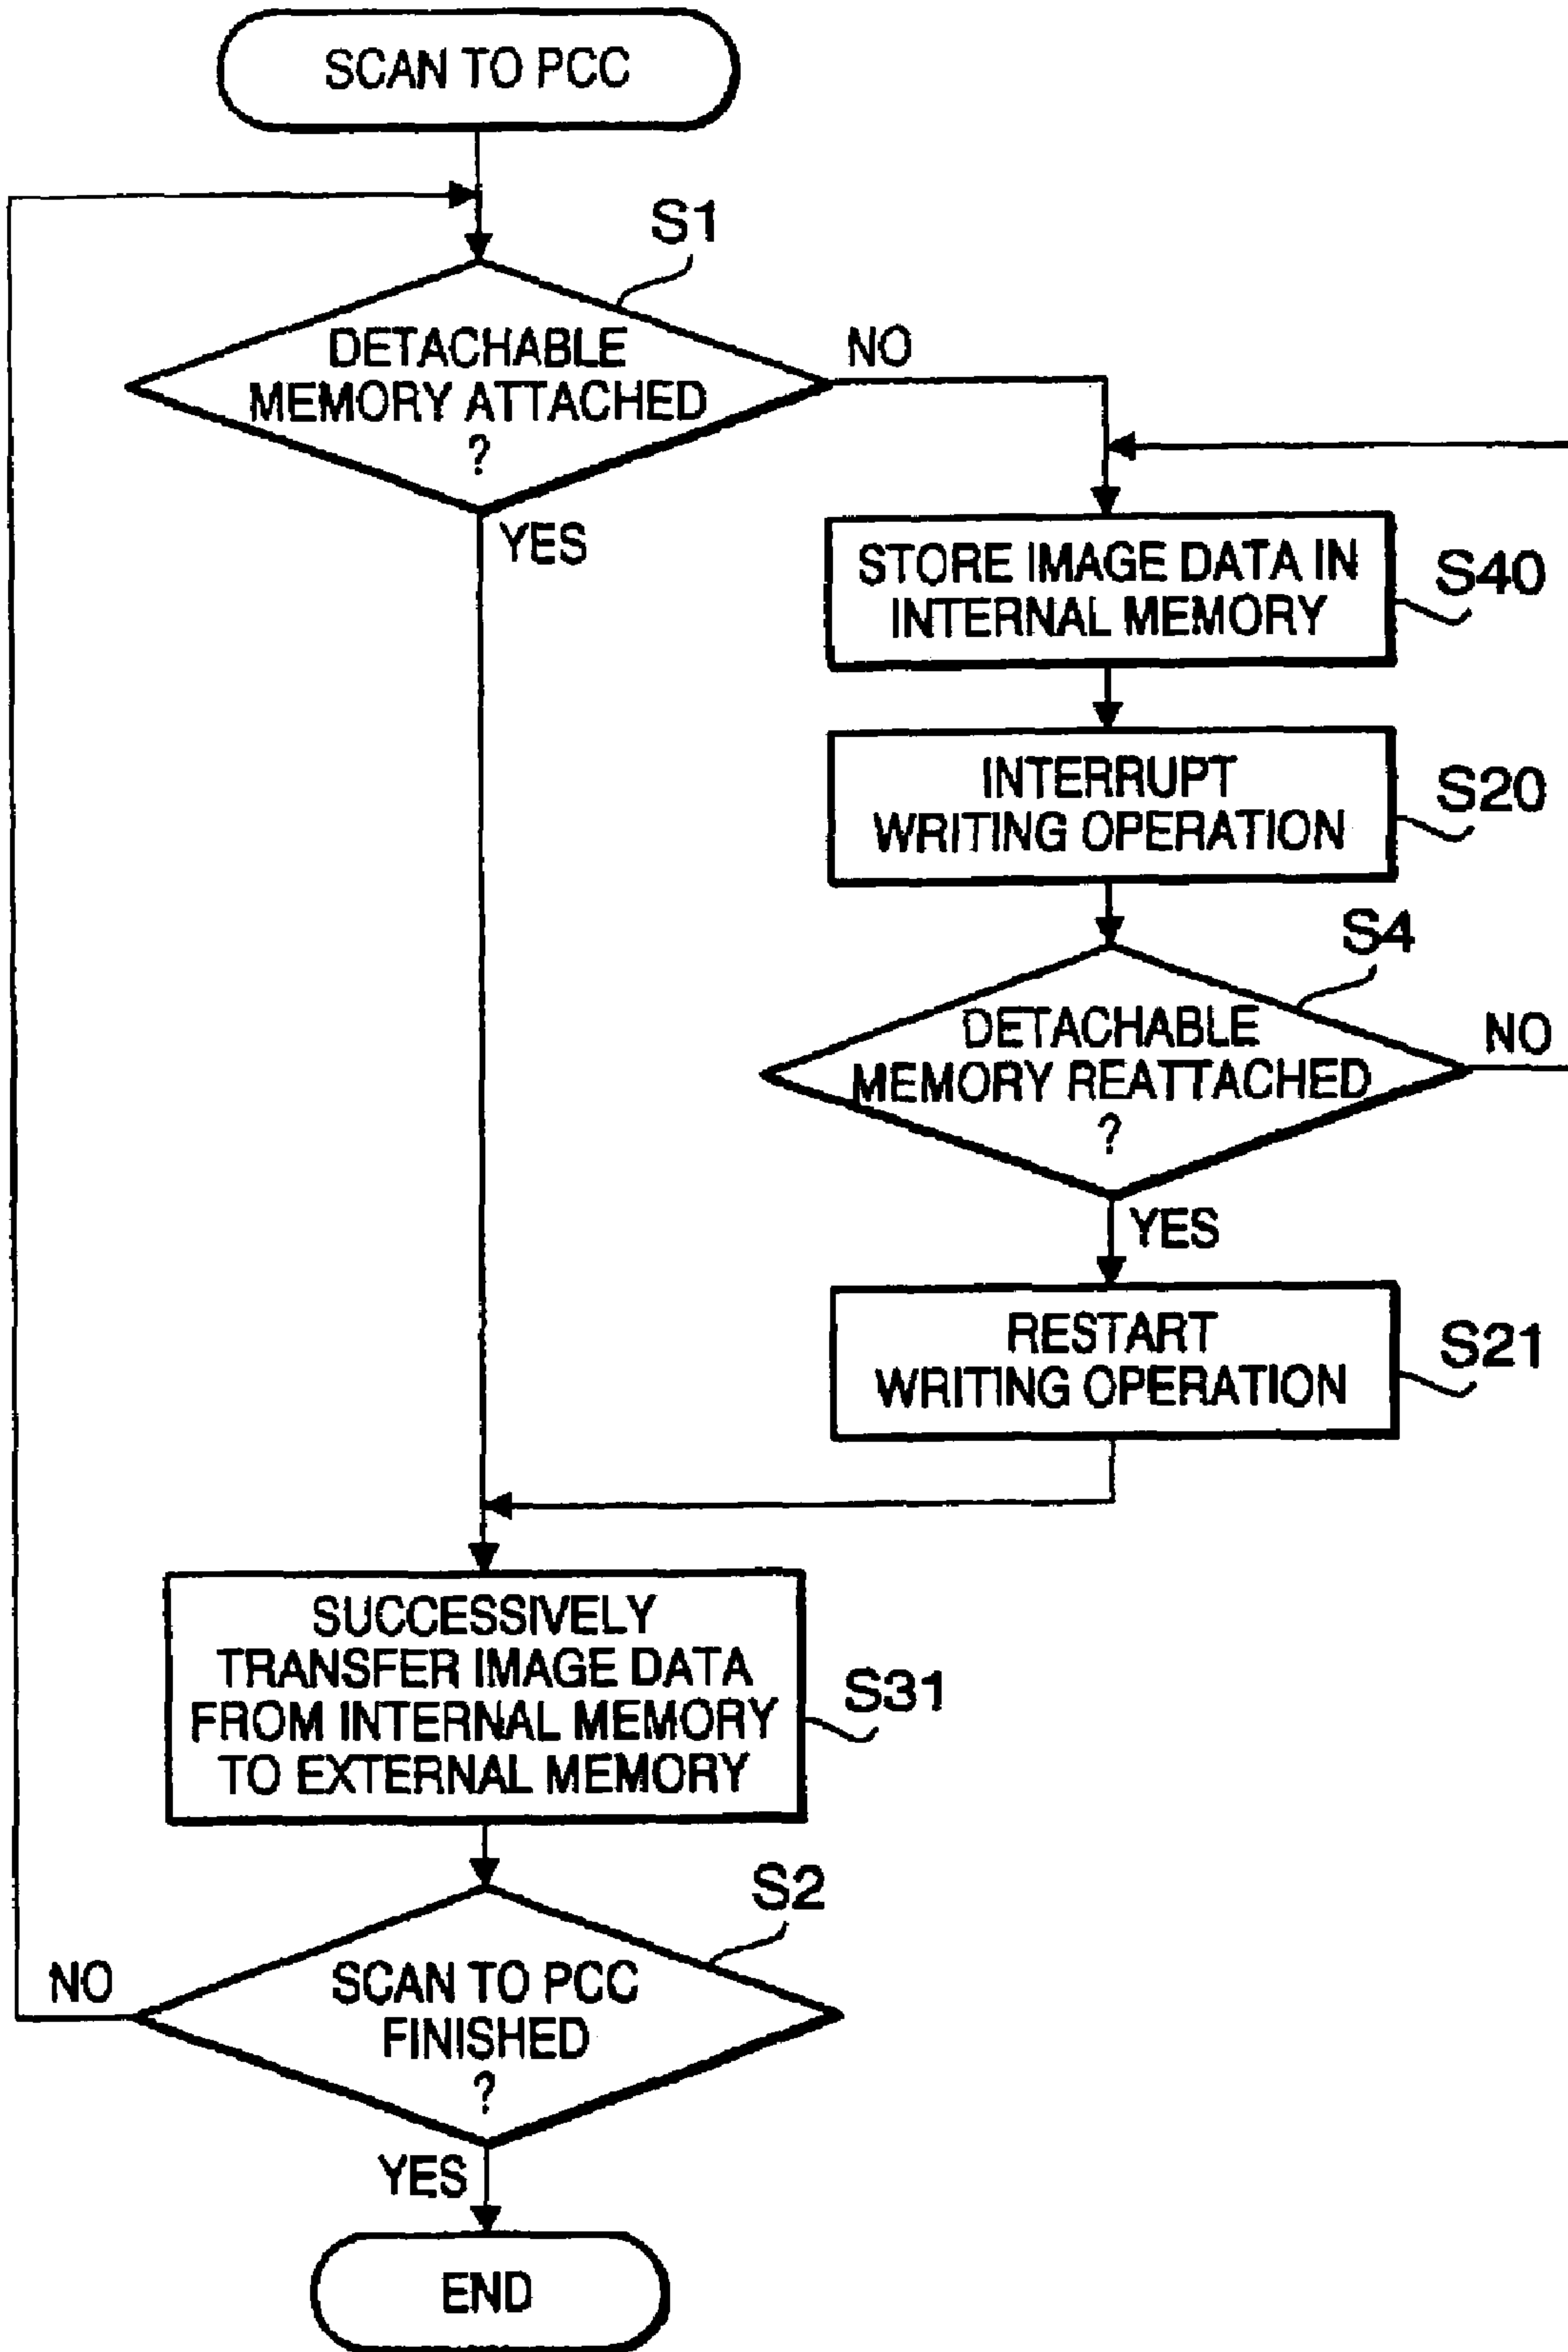 SCAN TO PCC
S1
DETACHABLE
MEMORY ATTACHED
?
NO
YES
STORE IMAGE DATA IN
INTERNAL MEMORY
S40
INTERRUPT
WRITING OPERATION
S20
S4
DETACHABLE
MEMORY REATTACHED
?
NO
YES
RESTART
WRITING OPERATION
S21
SUCCESSIVELY
TRANSFER IMAGE DATA
FROM INTERNAL MEMORY
TO EXTERNAL MEMORY
S31
S2
SCAN TO PCC
FINISHED
?
NO
YES
END